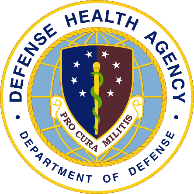 DEFENSE HEALTH AGENCY
PRO CURA MILITIS
DEPARTMENT OF DEFENSE